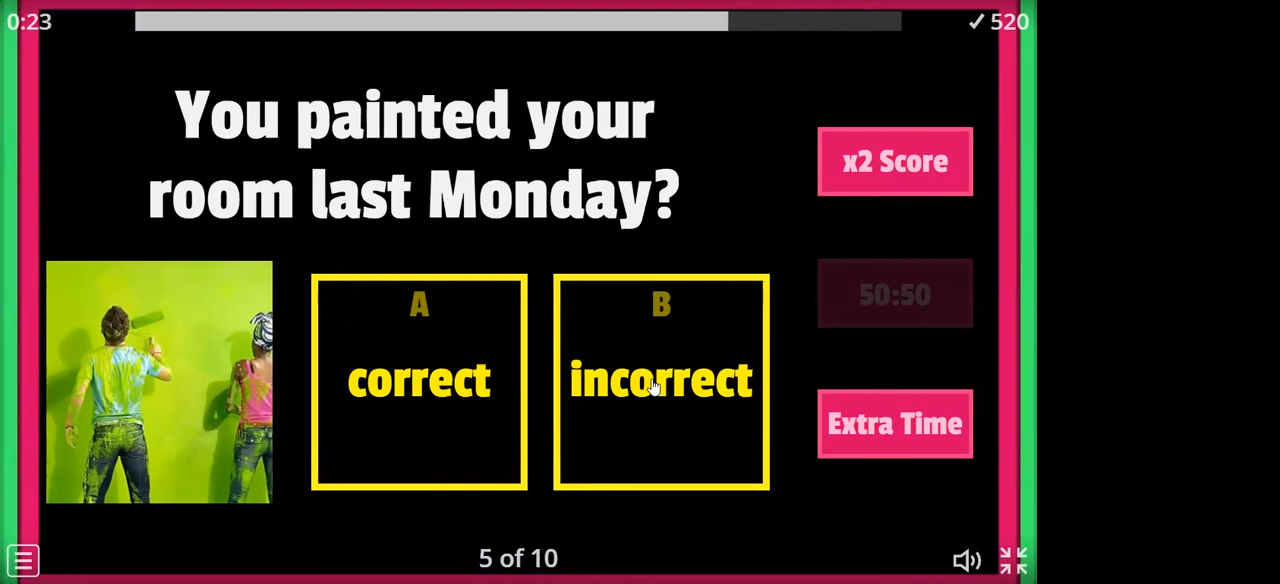 0:23
✓ 520
You painted your
room last Monday?
x2 Score
50:50
Extra Time
A
correct
B
incorrect
5 of 10